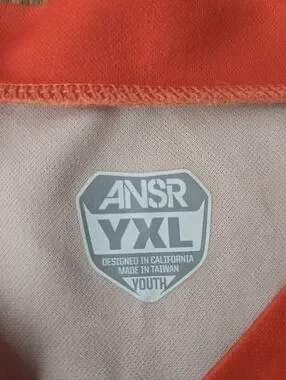 ANSR
YXL
DESIGNED IN CALIFORNIA
MADE IN TAIWAN
YOUTH